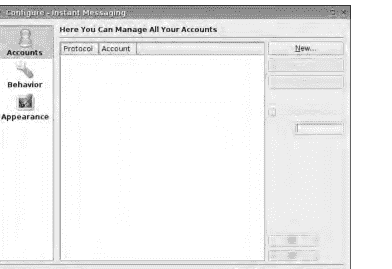 Configure - Instant Messaging
Here You Can Manage All Your Accounts
Accounts
Protocol Account
New...
Behavior
Appearance